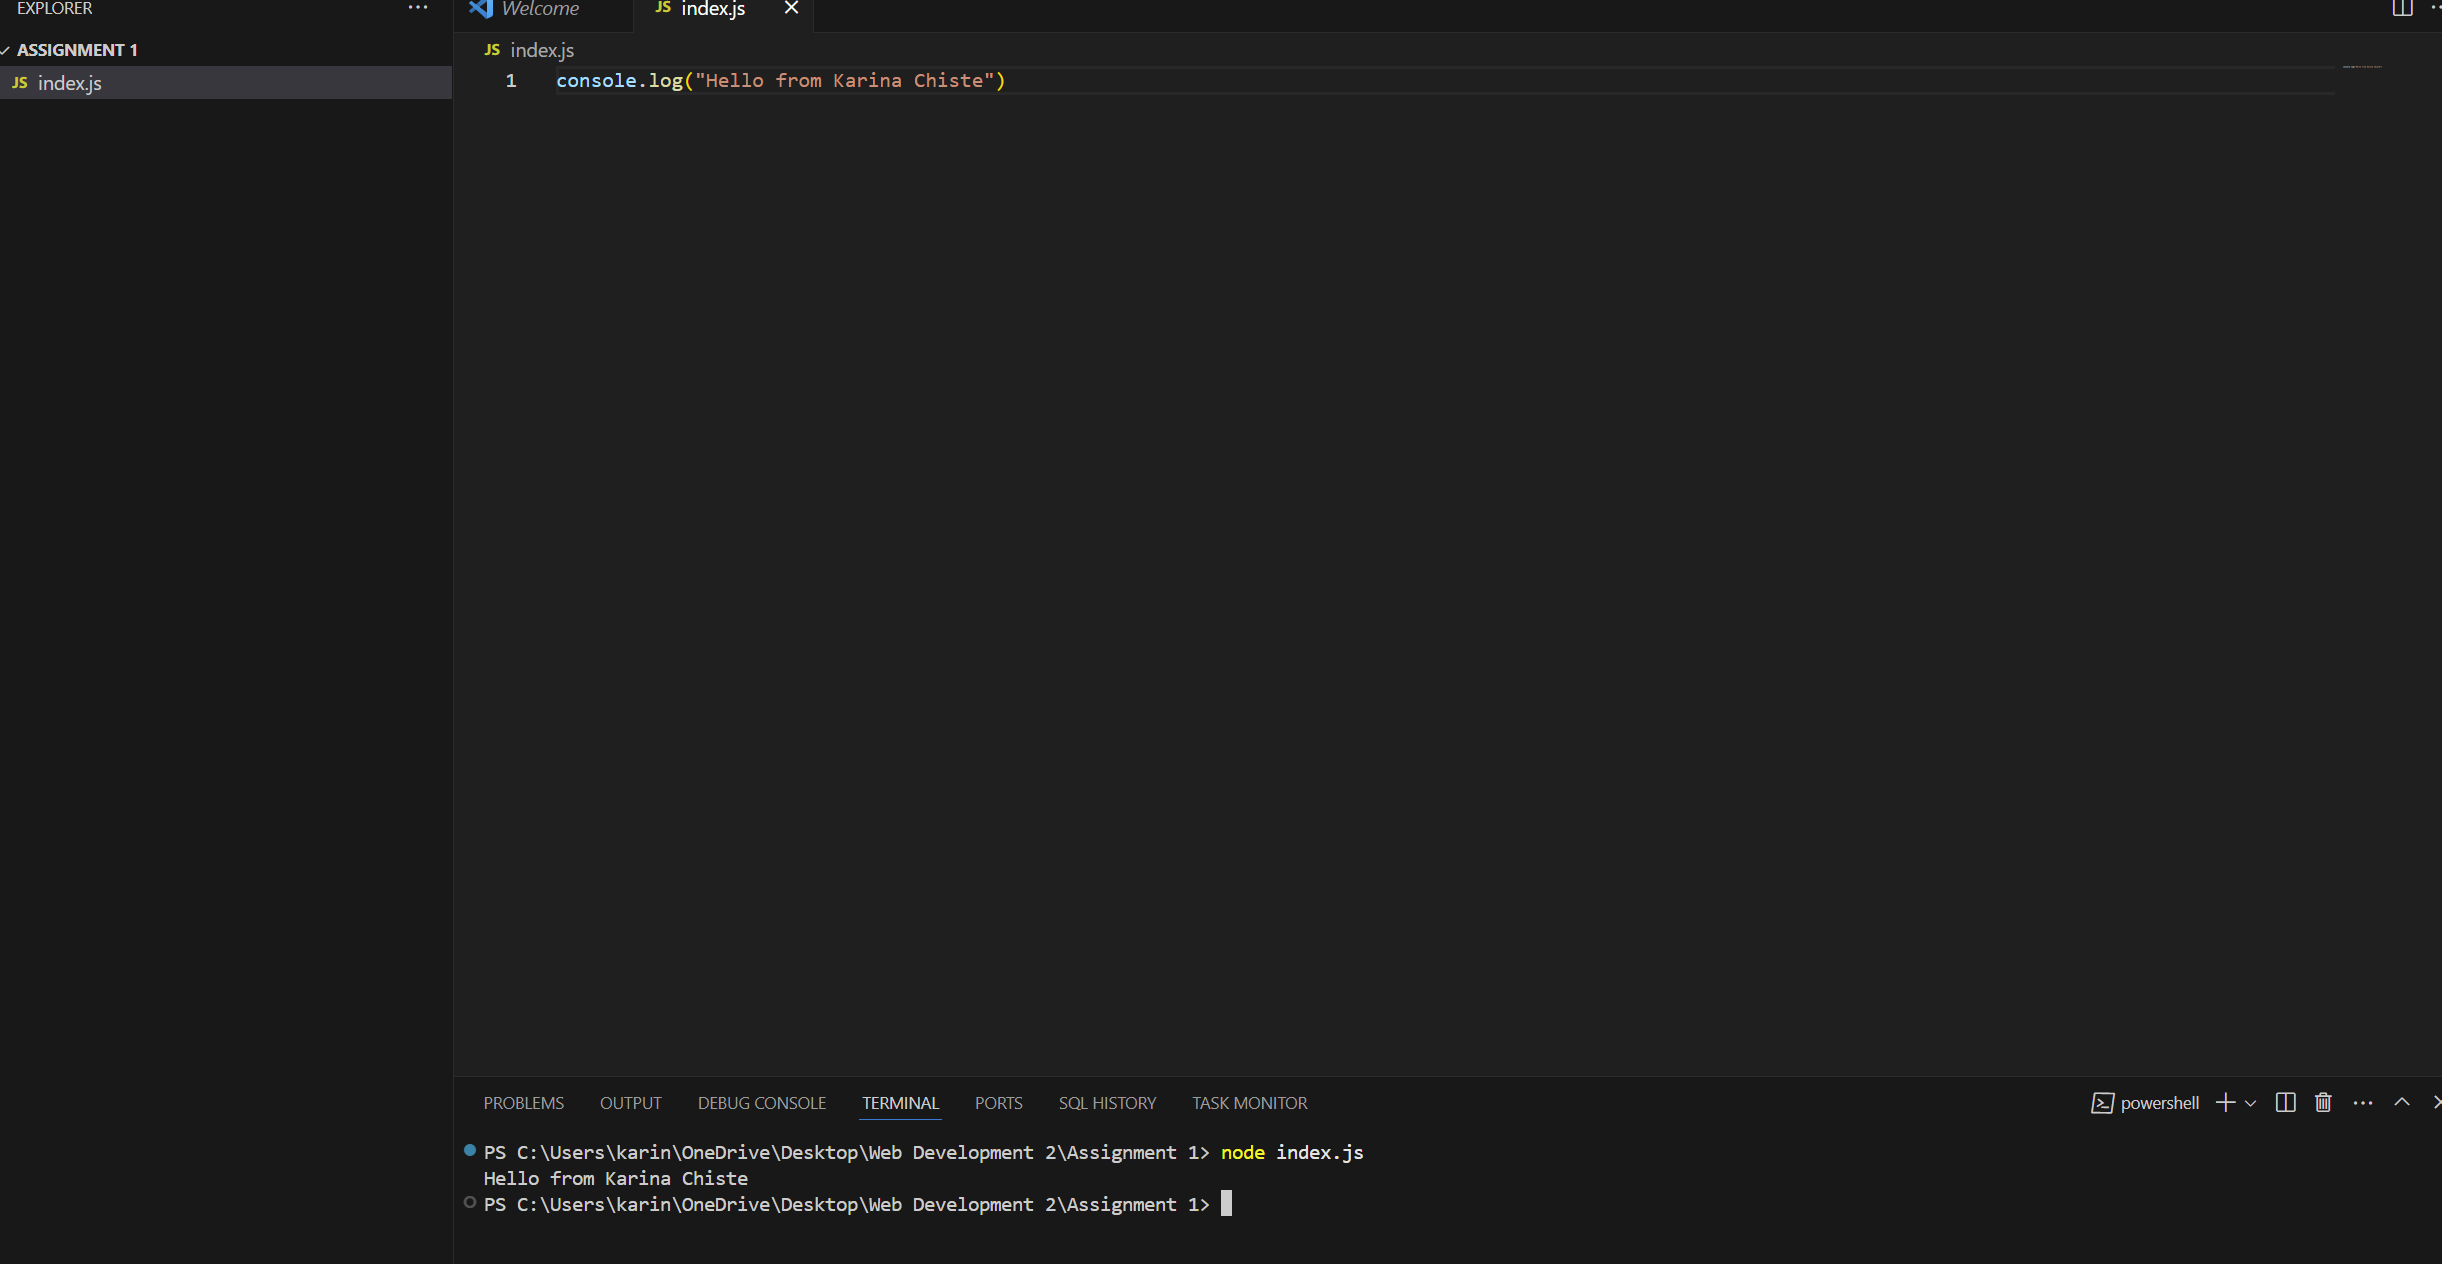 EXPLORER
ASSIGNMENT 1
JS index.js
Welcome
JS index.js
JS index.js
1 console.log("Hello from Karina Chiste")
PROBLEMS OUTPUT DEBUG CONSOLE TERMINAL PORTS SQL HISTORY TASK MONITOR
powershell
PS C:\Users\karin\OneDrive\Desktop\Web Development 2\Assignment 1> node index.js
Hello from Karina Chiste
PS C:\Users\karin\OneDrive\Desktop\Web Development 2\Assignment 1>